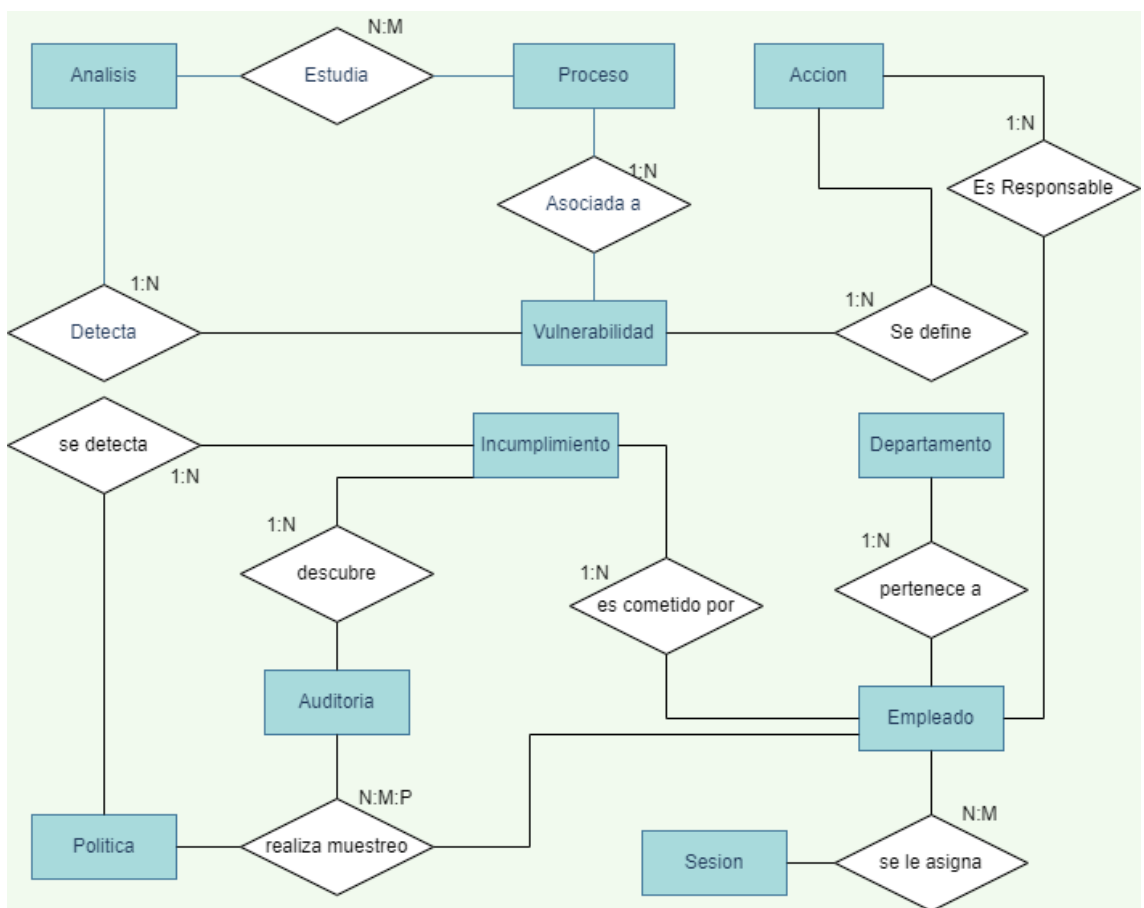 N:M
Analisis
Estudia
Proceso
Accion
1:N
1:N
Es Responsable
Asociada a
1:N
1:N
Detecta
Vulnerabilidad
Se define
se detecta
Incumplimiento
Departamento
1:N
1:N
1:N
descubre
1:N
pertenece a
es cometido por
Auditoria
Empleado
N:M:P
N:M
Politica
realiza muestreo
Sesion
se le asigna